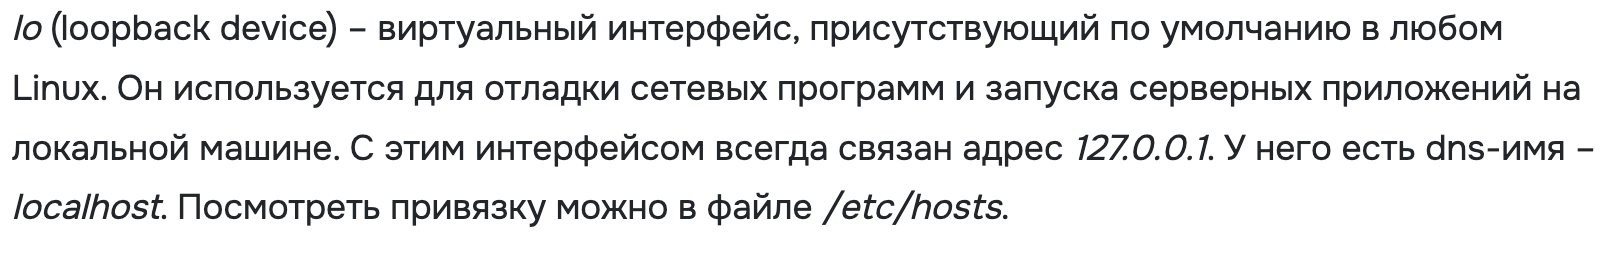 lo (loopback device) – виртуальный интерфейс, присутствующий по умолчанию в любом
Linux. Он используется для отладки сетевых программ и запуска серверных приложений на
локальной машине. С этим интерфейсом всегда связан адрес 127.0.0.1. У него есть dns-имя –
localhost. Посмотреть привязку можно в файле /etc/hosts.